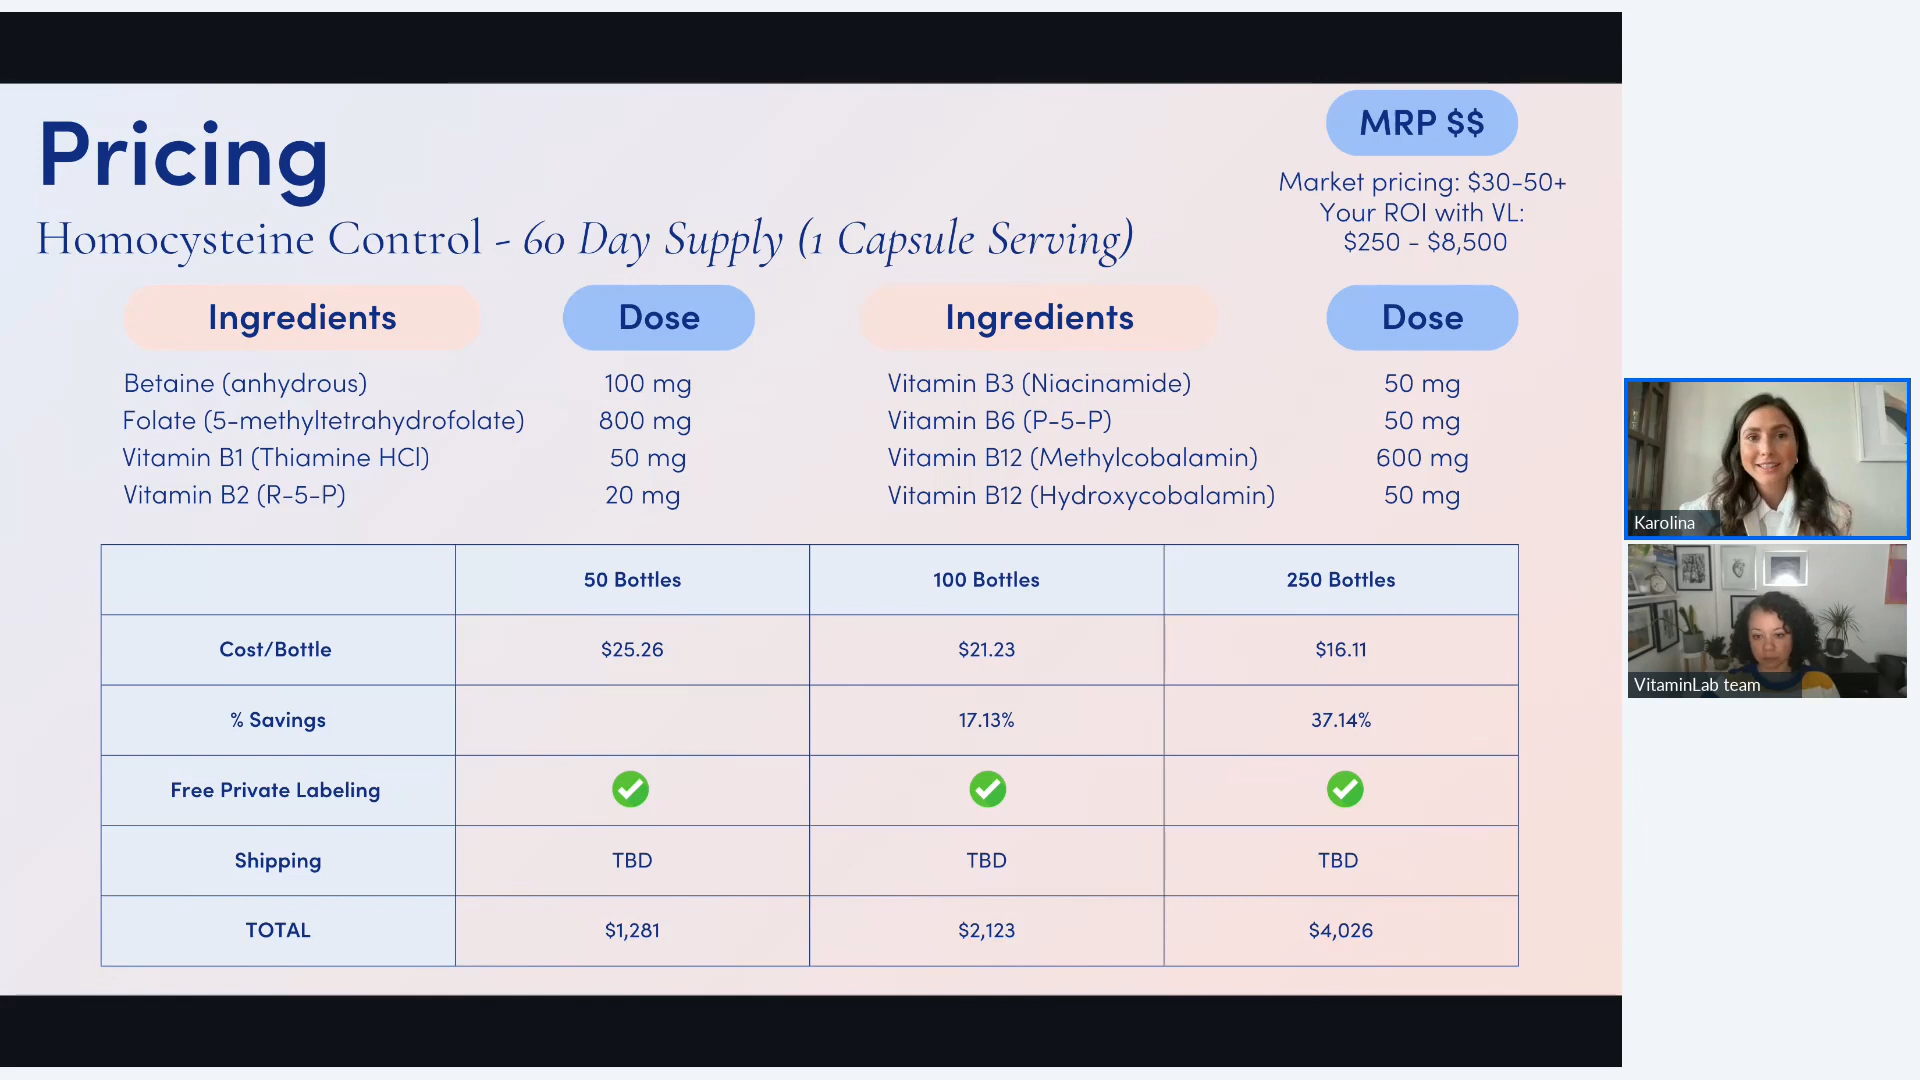 Pricing
Homocysteine Control - 60 Day Supply (1 Capsule Serving)
MRP $$
Market pricing: $30-50+
Your ROI with VL:
$250 - $8,500
Ingredients Dose Ingredients Dose
Betaine (anhydrous) 100 mg Vitamin B3 (Niacinamide) 50 mg
Folate (5-methyltetrahydrofolate) 800 mg Vitamin B6 (P-5-P) 50 mg
Vitamin B1 (Thiamine HCl) 50 mg Vitamin B12 (Methylcobalamin) 600 mg
Vitamin B2 (R-5-P) 20 mg Vitamin B12 (Hydroxycobalamin) 50 mg
50 Bottles 100 Bottles 250 Bottles
Cost/Bottle $25.26 $21.23 $16.11
% Savings 17.13% 37.14%
Free Private Labeling
Shipping TBD TBD TBD
TOTAL $1,281 $2,123 $4,026
Karolina
VitaminLab team